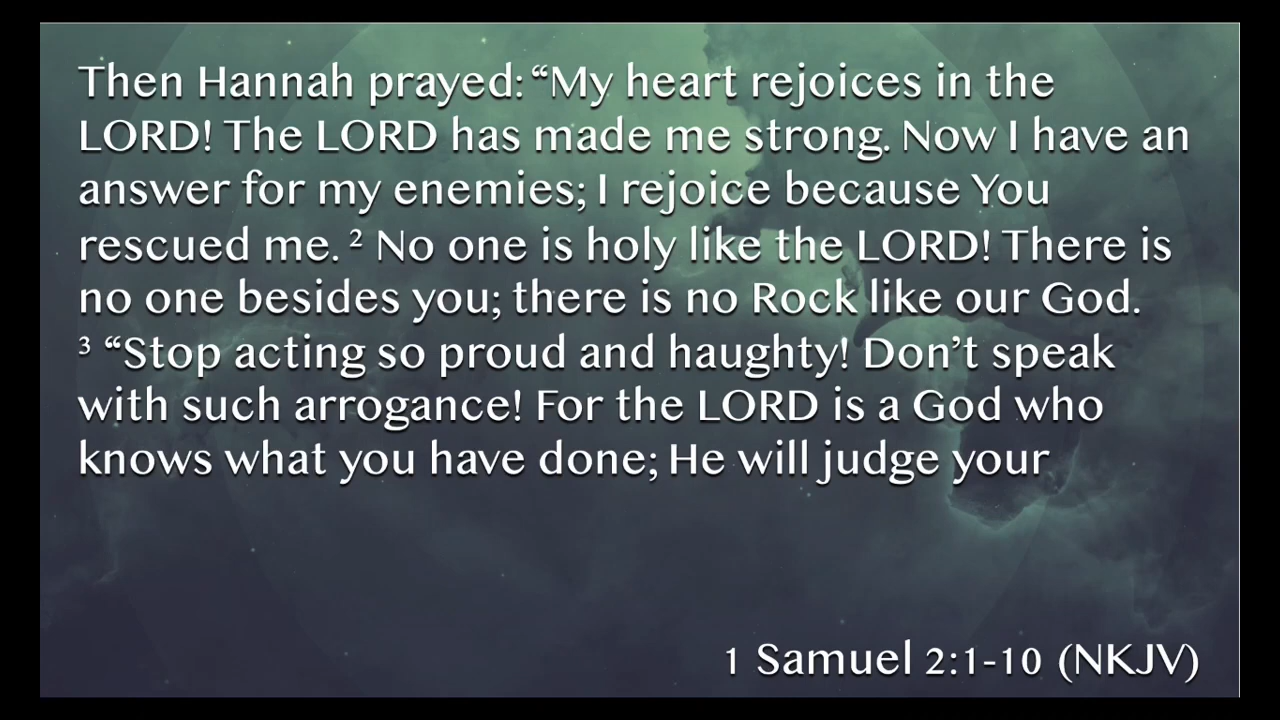 Then Hannah prayed: “My heart rejoices in the
LORD! The LORD has made me strong. Now I have an
answer for my enemies; I rejoice because You
rescued me. ² No one is holy like the LORD! There is
no one besides you; there is no Rock like our God.
³ “Stop acting so proud and haughty! Don’t speak
with such arrogance! For the LORD is a God who
knows what you have done; He will judge your
1 Samuel 2:1-10 (NKJV)